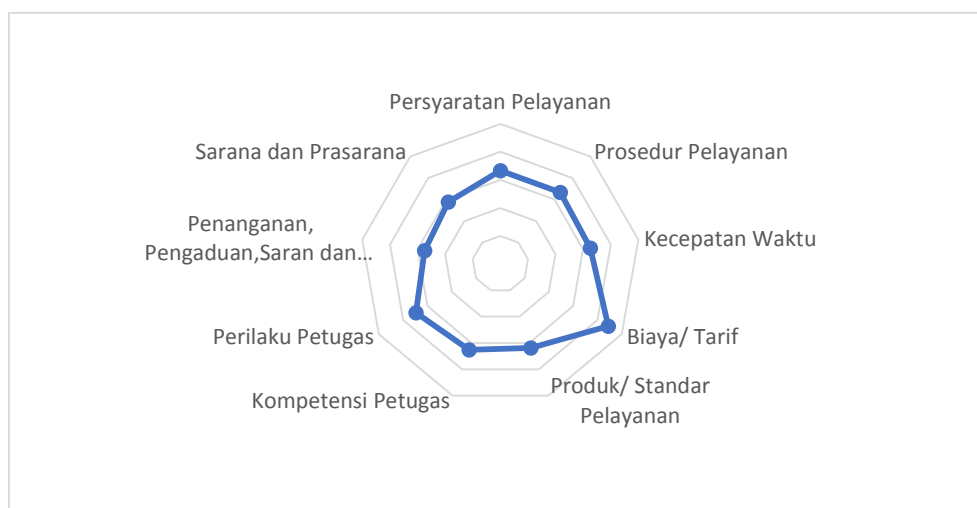 Persyaratan Pelayanan
Prosedur Pelayanan
Kecepatan Waktu
Biaya/ Tarif
Produk/ Standar
Pelayanan
Kompetensi Petugas
Perilaku Petugas
Penanganan,
Pengaduan,Saran dan…
Sarana dan Prasarana